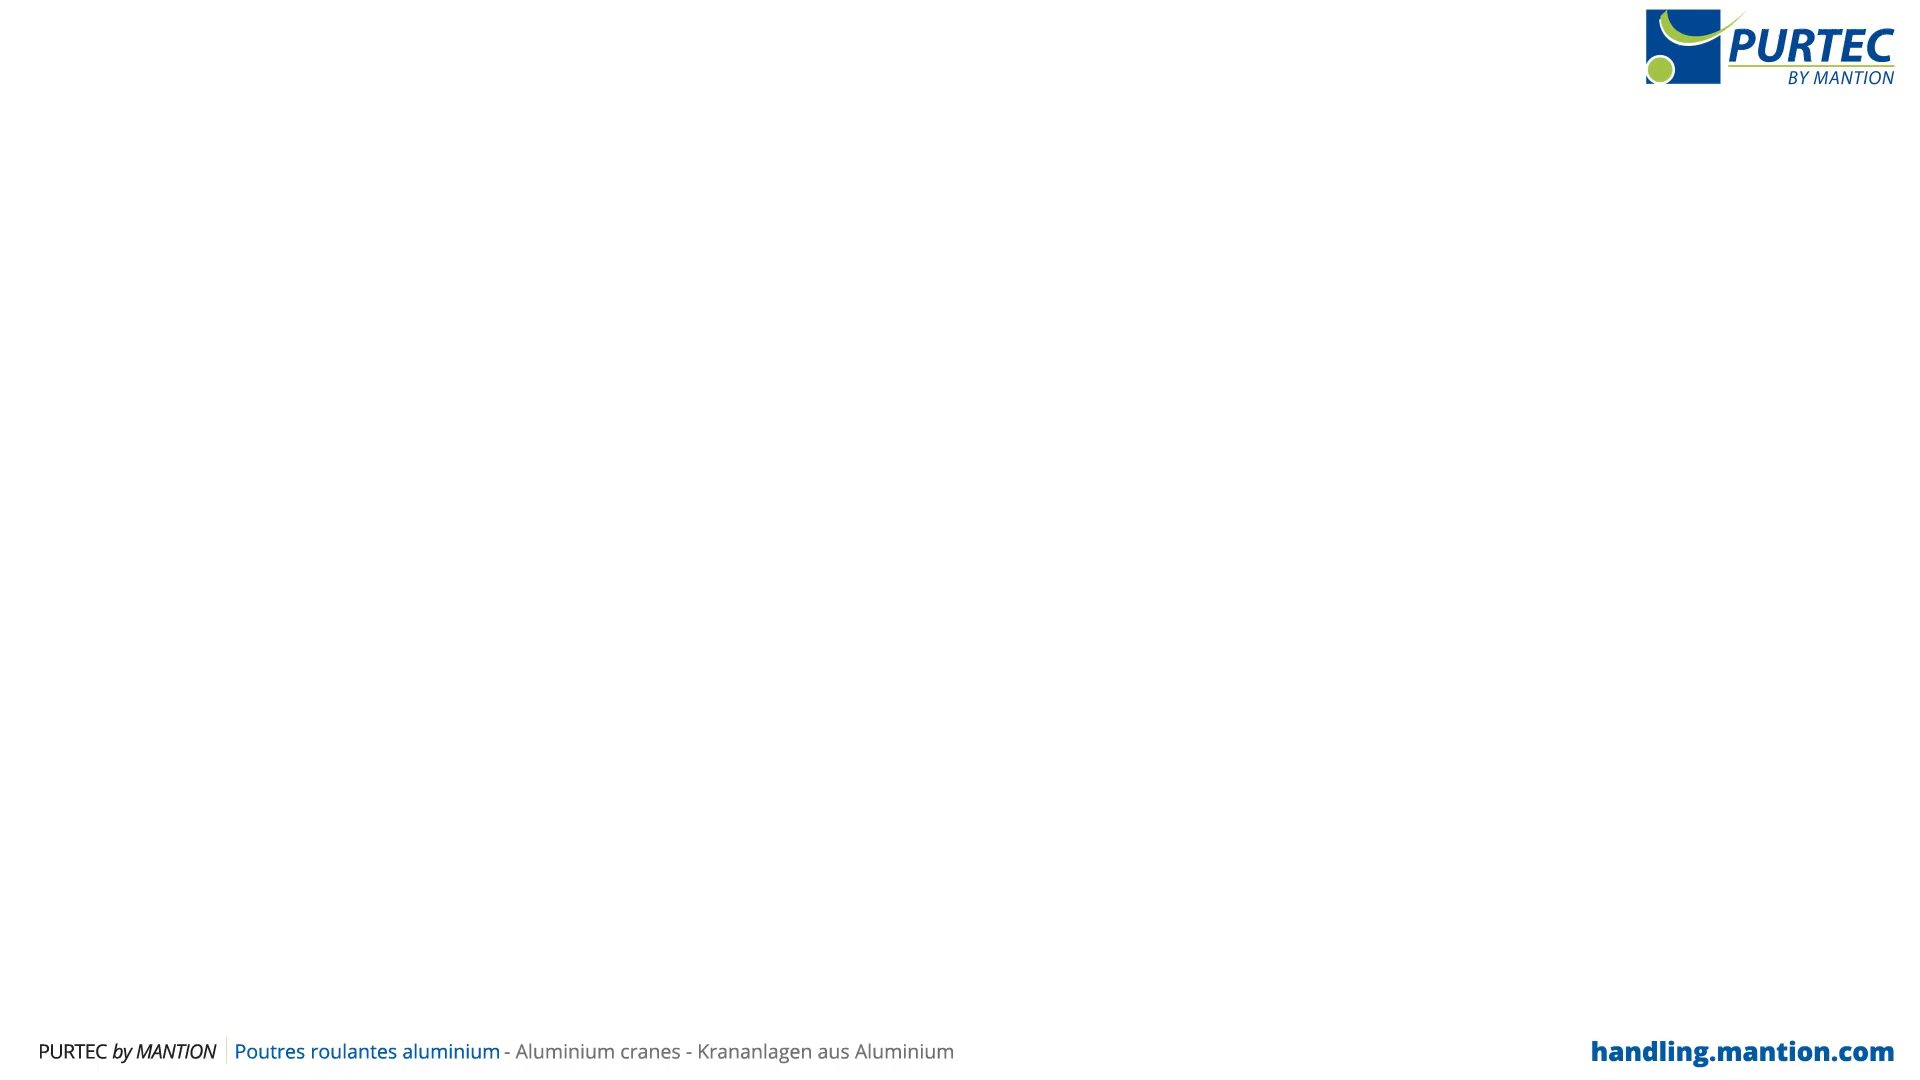 PURTEC
BY MANTION
PURTEC by MANTION Poutres roulantes aluminium - Aluminium cranes - Krananlagen aus Aluminium
handling.mantion.com